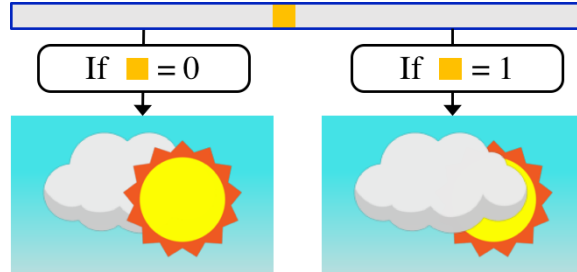 If = 0
If = 1